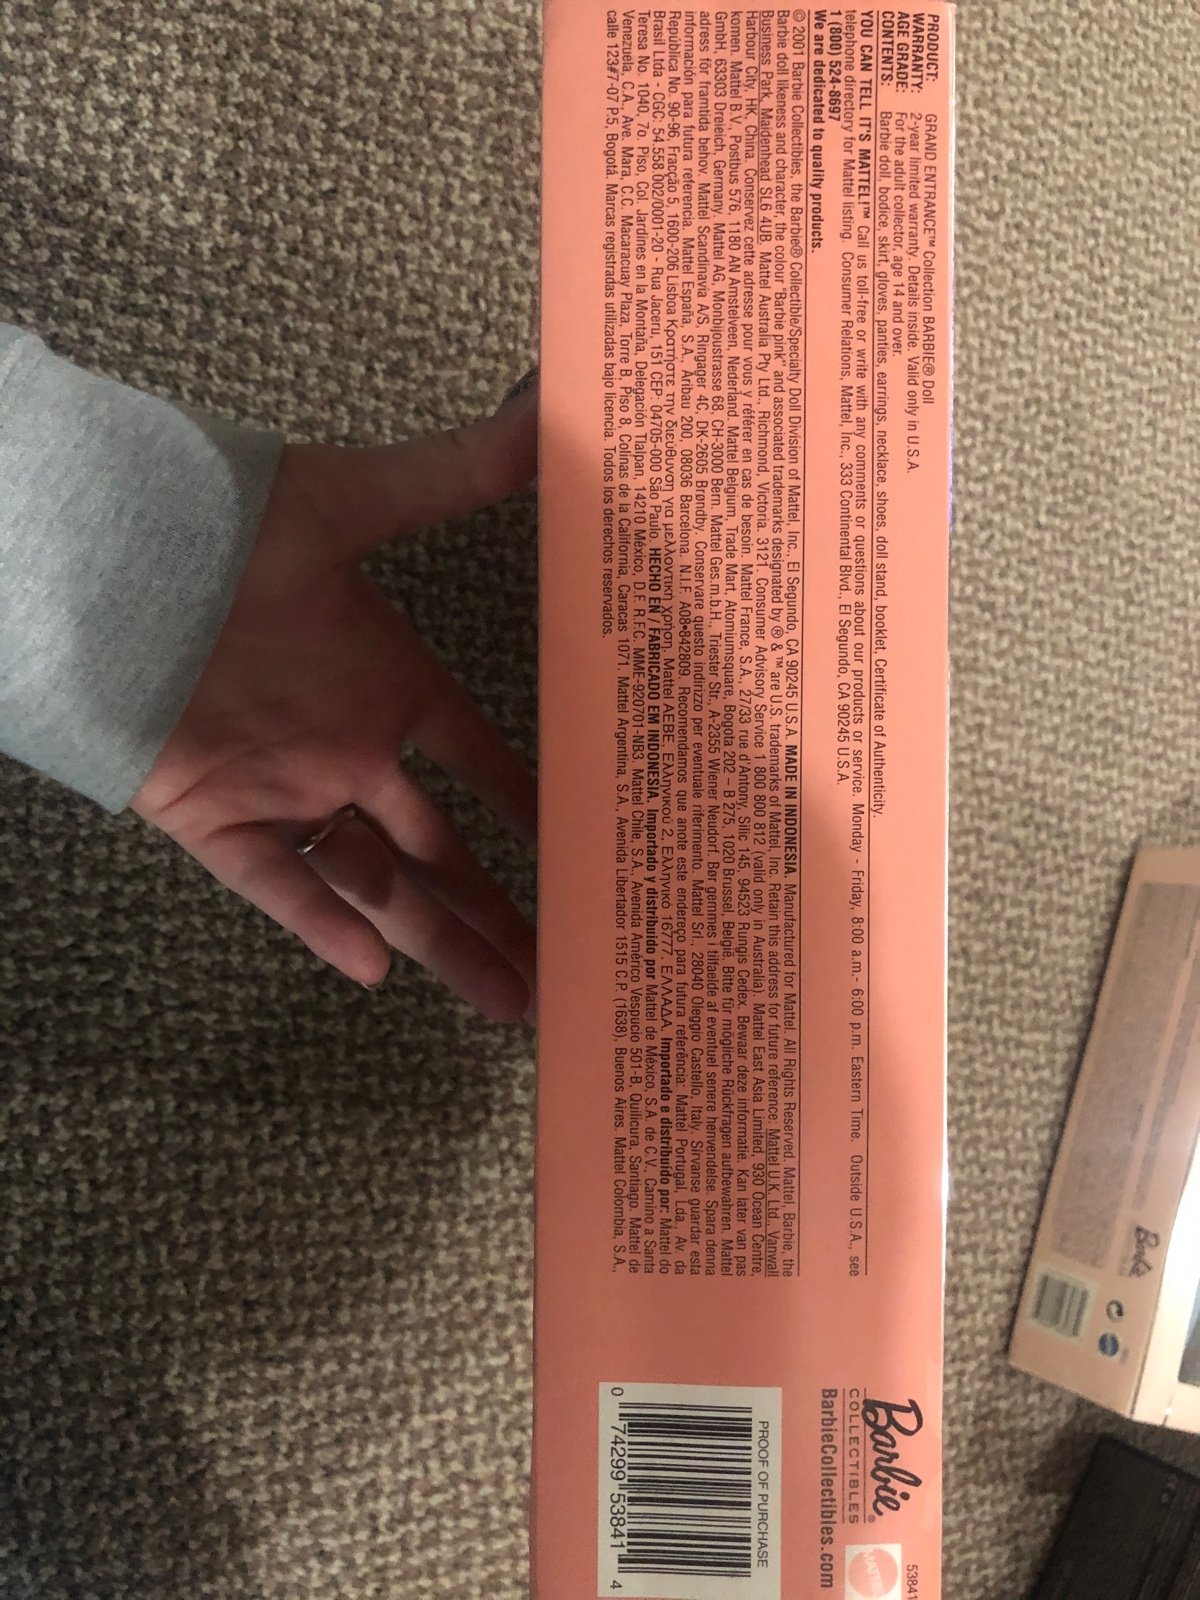 PRODUCT: GRAND ENTRANCE™ Collection BARBIE® Doll
WARRANTY: 2-year limited warranty. Details inside. Valid only in U.S.A.
AGE GRADE: For the adult collector, age 14 and over.
CONTENTS: Barbie doll, bodice, skirt, gloves, panties, earrings, necklace, shoes, doll stand, booklet, Certificate of Authenticity.
YOU CAN TELL IT'S MATTEL!™ Call us toll-free or write with any comments or questions about our products or service. Monday - Friday, 8:00 a.m.- 6:00 p.m. Eastern Time. Outside U.S.A., see
telephone directory for Mattel listing. Consumer Relations, Mattel, Inc., 333 Continental Blvd., El Segundo, CA 90245 U.S.A.
1 (800) 524-8697
We are dedicated to quality products.
© 2001 Barbie Collectibles, the Barbie® Collectible/Specialty Doll Division of Mattel, Inc., El Segundo, CA 90245 U.S.A. MADE IN INDONESIA. Manufactured for Mattel. All Rights Reserved. Mattel, Barbie, the
Barbie doll likeness and character, the colour "Barbie pink" and associated trademarks designated by ® & ™ are U.S. trademarks of Mattel, Inc. Retain this address for future reference: Mattel U.K. Ltd., Vanwall
Business Park, Maidenhead SL6 4UB. Mattel Australia Pty Ltd., Richmond, Victoria. 3121. Consumer Advisory Service 1 800 800 812 (valid only in Australia). Mattel East Asia Limited, 930 Ocean Centre,
Harbour City, HK, China. Conservez cette adresse pour vous y référer en cas de besoin. Mattel France, S.A., 27/33 rue d'Antony, Silic 145, 94523 Rungis Cedex. Bewaar deze informatie. Kan later van pas
komen. Mattel B.V., Postbus 576, 1180 AN Amstelveen, Nederland. Mattel Belgium, Trade Mart, Atomiumsquare, Bogota 202 – B 275, 1020 Brussel, België. Bitte für mögliche Rückfragen aufbewahren. Mattel
GmbH, 63303 Dreieich, Germany. Mattel AG, Monbijoustrasse 68, CH-3000 Bern. Mattel Ges.m.b.H., Triester Str., A-2355 Wiener Neudorf. Bør gemmes i tilfaelde af eventuel senere henvendelse. Spara denna
adress för framtida behov. Mattel Scandinavia A/S, Ringager 4C, DK-2605 Brøndby. Conservare questo indirizzo per eventuale riferimento. Mattel Srl., 28040 Oleggio Castello, Italy. Sírvanse guardar esta
información para futura referencia. Mattel España, S.A., Aribau 200, 08036 Barcelona. N.I.F. A08•842809. Recomendamos que anote este endereço para futura referência: Mattel Portugal, Lda., Av. da
República No. 90-96, Fracção 5, 1600-206 Lisboa Κρατήστε την διεύθυνση για μελλοντική χρήση. Mattel AEBE, Ελληνικού 2, Ελληνικό 16777, ΕΛΛΑΔΑ. Importado e distribuido por: Mattel do
Brasil Ltda - CGC: 54.558.002/0001-20 - Rua Jaceru, 151 CEP: 04705-000 São Paulo. HECHO EN / FABRICADO EM INDONESIA. Importado y distribuido por Mattel de México, S.A. de C.V., Camino a Santa
Teresa No. 1040, 7o. Piso, Col. Jardines en la Montaña, Delegación Tlalpan, 14210 México, D.F. R.F.C. MME-920701-NB3. Mattel Chile, S.A., Avenida Américo Vespucio 501-B, Quilicura, Santiago. Mattel de
Venezuela, C.A., Ave. Mara, C.C. Macaracuay Plaza, Torre B, Piso 8, Colinas de la California, Caracas 1071. Mattel Argentina, S.A., Avenida Libertador 1515 C.P. (1638), Buenos Aires. Mattel Colombia, S.A.,
calle 123#7-07 P.5, Bogotá. Marcas registradas utilizadas bajo licencia. Todos los derechos reservados.
53841
MATTEL
Barbie®
COLLECTIBLES
BarbieCollectibles.com
PROOF OF PURCHASE
0 74299 53841 4
Barbie